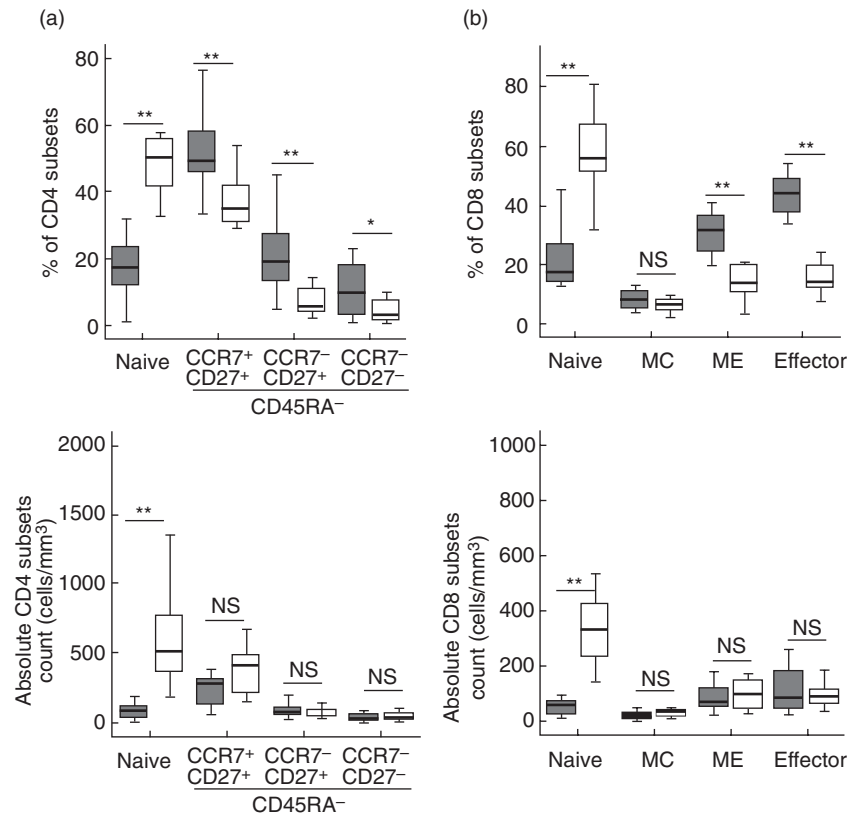 (a)
% of CD4 subsets
80
60
40
20
0
**
**
**
*
Naive
CCR7+ CCR7– CCR7–
CD27+ CD27+ CD27–
CD45RA–
(b)
% of CD8 subsets
80
60
40
20
0
**
NS
**
**
Naive MC ME Effector
Absolute CD4 subsets
count (cells/mm³)
2000
1500
1000
500
0
**
NS
NS
NS
Naive
CCR7+ CCR7– CCR7–
CD27+ CD27+ CD27–
CD45RA–
Absolute CD8 subsets
count (cells/mm³)
1000
800
600
400
200
0
**
NS
NS
NS
Naive MC ME Effector